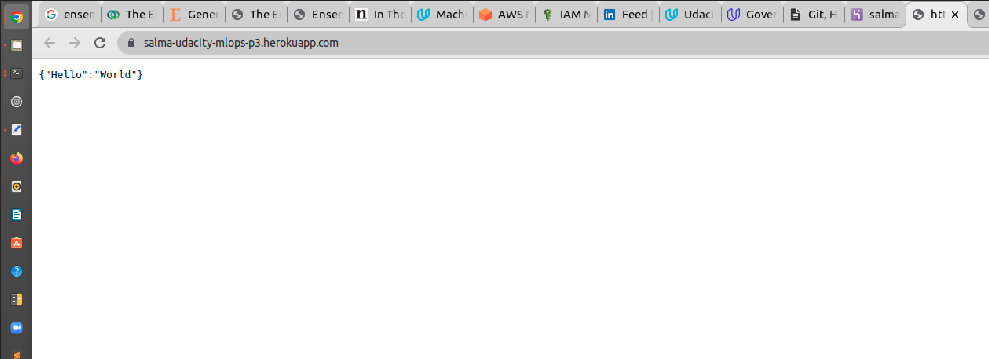 enser The E Gener The E Enser In Thr Mach AWS M IAM M Feed Udaci Gover Git, H salma htt
salma-udacity-mlops-p3.herokuapp.com
{"Hello":"World"}